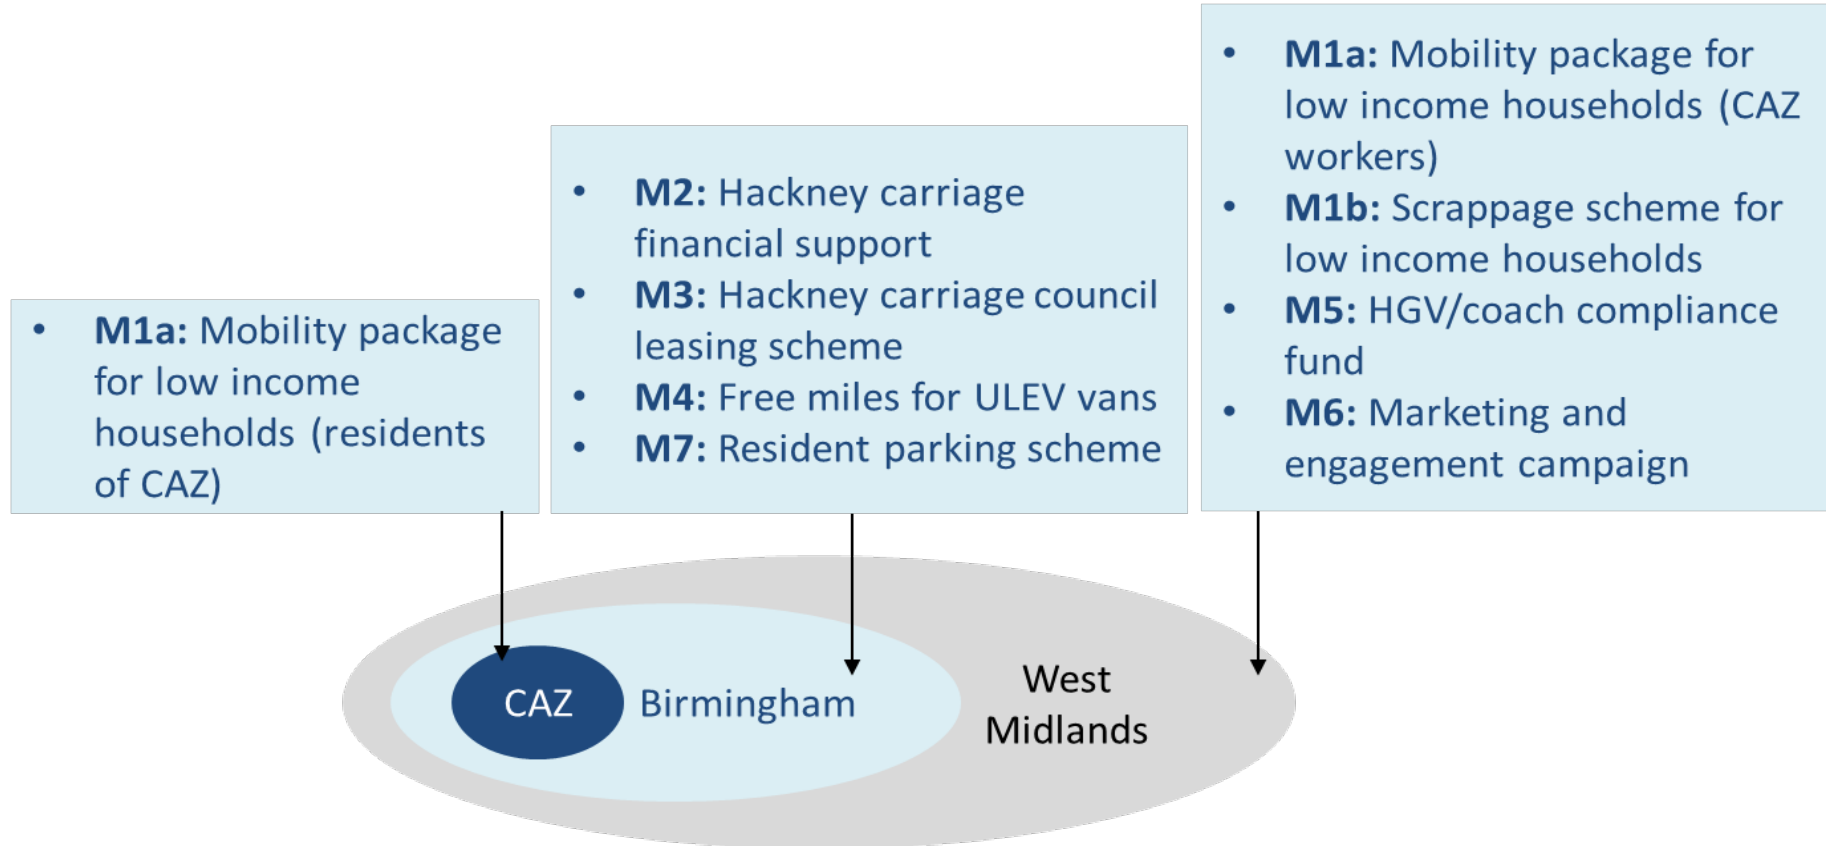 • M1a: Mobility package
for low income
households (residents
of CAZ)
• M2: Hackney carriage
financial support
• M3: Hackney carriage council
leasing scheme
• M4: Free miles for ULEV vans
• M7: Resident parking scheme
• M1a: Mobility package for
low income households (CAZ
workers)
• M1b: Scrappage scheme for
low income households
• M5: HGV/coach compliance
fund
• M6: Marketing and
engagement campaign
CAZ
Birmingham
West
Midlands